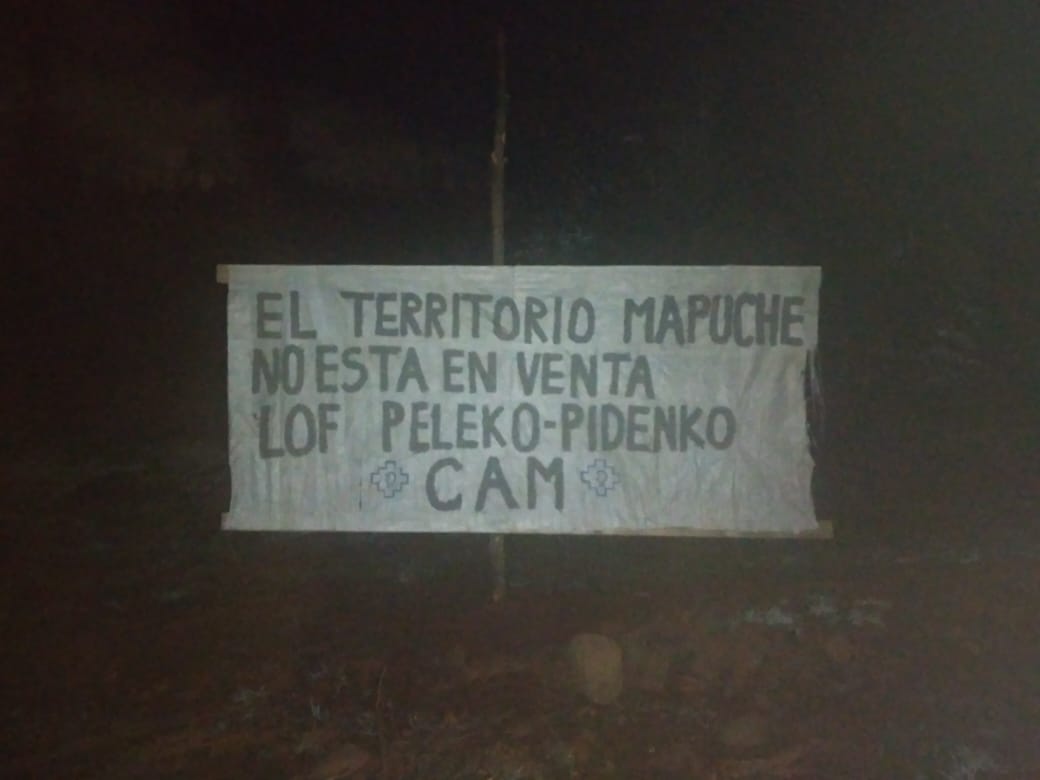 EL TERRITORIO MAPUCHE
NO ESTA EN VENTA
LOF PELEKO-PIDENKO
CAM